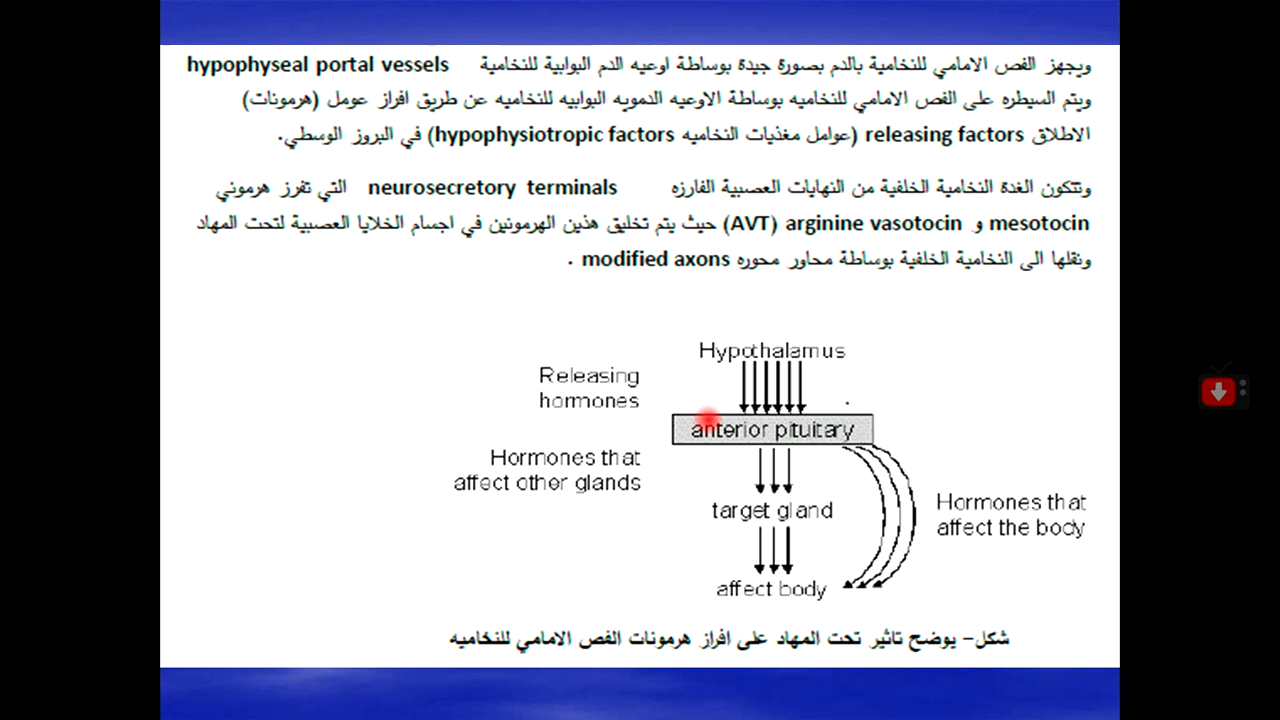 ويجهز الفص الامامي للنخامية بالدم بصورة جيدة بوساطة اوعيه الدم البوابية للنخامية hypophyseal portal vessels
ويتم السيطره على الفص الامامي للنخاميه بوساطة الاوعيه الدمويه البوابيه للنخاميه عن طريق افراز عومل (هرمونات)
الاطلاق releasing factors (عوامل مغذيات النخاميه hypophysiotropic factors) في البروز الوسطي.
وتتكون الغدة النخامية الخلفية من النهايات العصبية الفارزه neurosecretory terminals التي تفرز هرموني
mesotocin و arginine vasotocin (AVT) حيث يتم تخليق هذين الهرمونين في اجسام الخلايا العصبية لتحت المهاد
ونقلها الى النخامية الخلفية بوساطة محاور محوره modified axons .
Hypothalamus
Releasing
hormones
anterior pituitary
Hormones that
affect other glands
target gland
Hormones that
affect the body
affect body
شكل- يوضح تاثير تحت المهاد على افراز هرمونات الفص الامامي للنخاميه